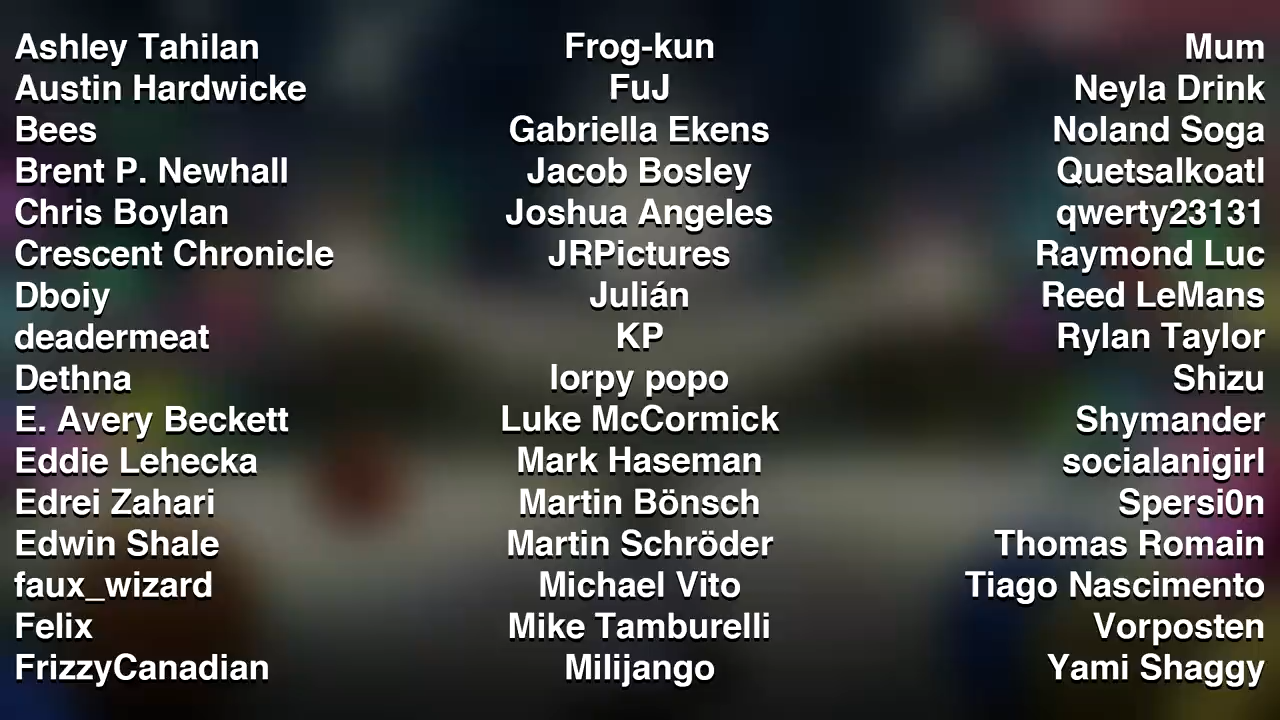 Ashley Tahilan
Austin Hardwicke
Bees
Brent P. Newhall
Chris Boylan
Crescent Chronicle
Dboiy
deadermeat
Dethna
E. Avery Beckett
Eddie Lehecka
Edrei Zahari
Edwin Shale
faux_wizard
Felix
FrizzyCanadian
Frog-kun
FuJ
Gabriella Ekens
Jacob Bosley
Joshua Angeles
JRPictures
Julián
KP
lorpy popo
Luke McCormick
Mark Haseman
Martin Bönsch
Martin Schröder
Michael Vito
Mike Tamburelli
Milijango
Mum
Neyla Drink
Noland Soga
Quetsalkoatl
qwerty23131
Raymond Luc
Reed LeMans
Rylan Taylor
Shizu
Shymander
socialanigirl
Spersi0n
Thomas Romain
Tiago Nascimento
Vorposten
Yami Shaggy